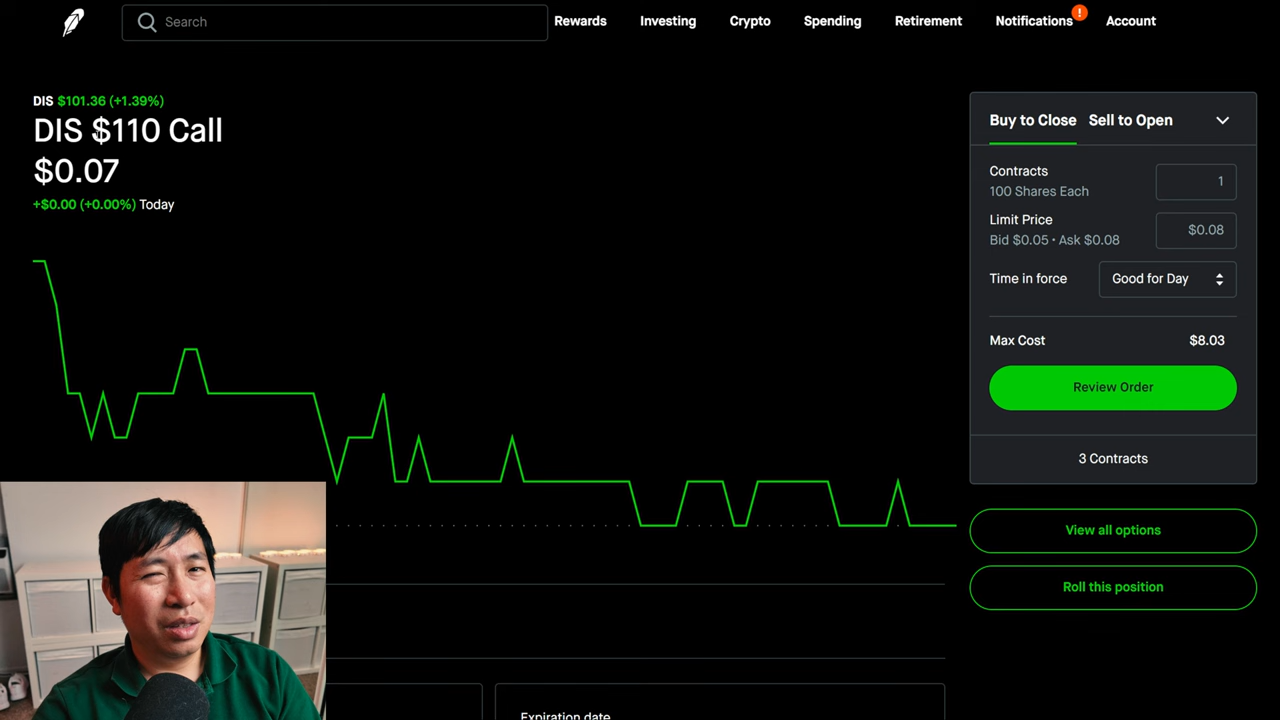 Search
Rewards
Investing
Crypto
Spending
Retirement
Notifications
!
Account
DIS $101.36 (+1.39%)
DIS $110 Call
$0.07
+$0.00 (+0.00%) Today
Buy to Close Sell to Open
Contracts
100 Shares Each
1
Limit Price
Bid $0.05 • Ask $0.08
$0.08
Time in force
Good for Day
Max Cost
$8.03
Review Order
3 Contracts
View all options
Roll this position
Expiration date